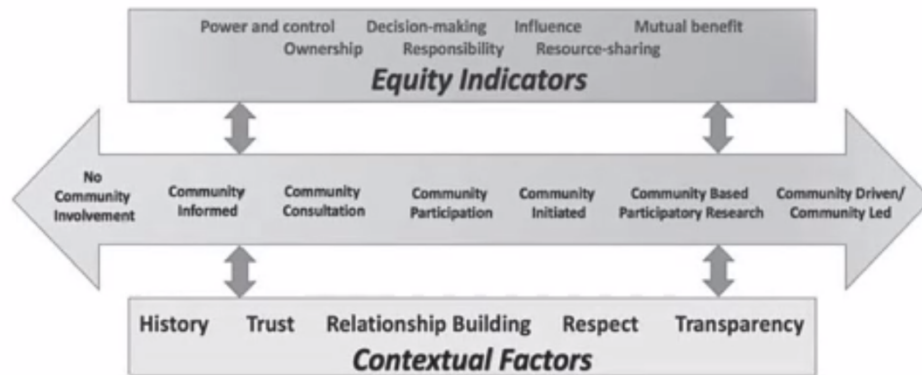 Power and control Decision-making Influence Mutual benefit
Ownership Responsibility Resource-sharing
Equity Indicators
No
Community
Involvement
Community
Informed
Community
Consultation
Community
Participation
Community
Initiated
Community Based
Participatory Research
Community Driven/
Community Led
History Trust Relationship Building Respect Transparency
Contextual Factors